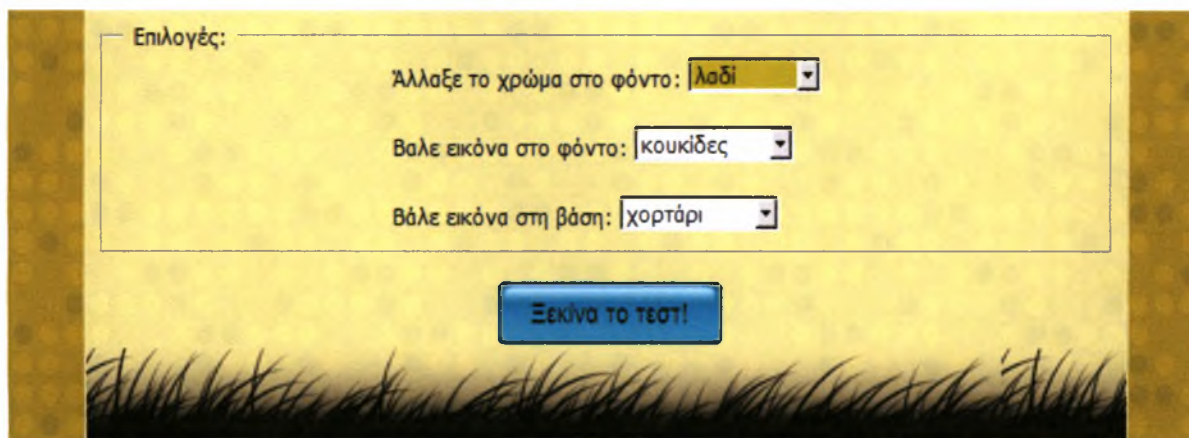 Επιλογές:
Άλλαξε το χρώμα στο φόντο: λαδί
Βαλε εικόνα στο φόντο: κουκίδες
Βάλε εικόνα στη βάση: χορτάρι
Ξεκίνα το τεστ!